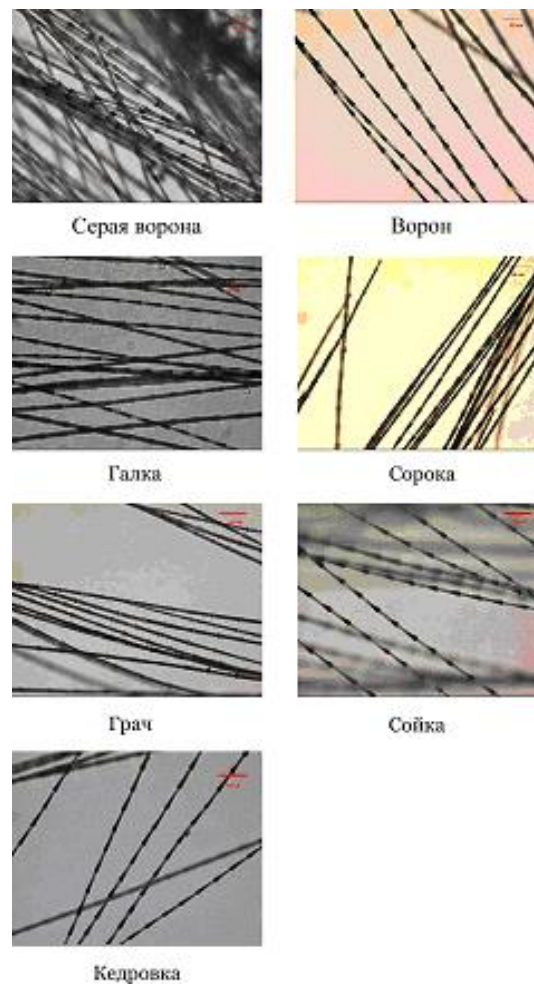 Серая ворона
Ворон
Галка
Сорока
Грач
Сойка
Кедровка